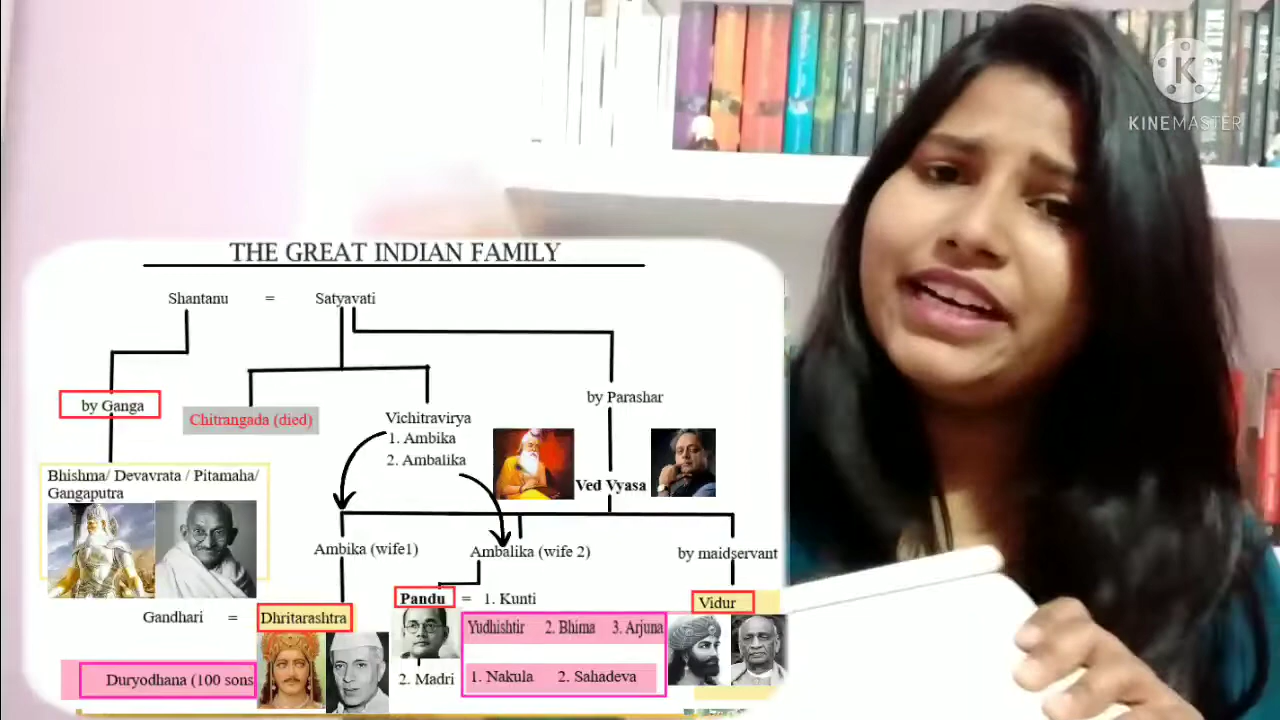 K
KINEMASTER
THE GREAT INDIAN FAMILY
Shantanu = Satyavati
by Ganga
Chitrangada (died)
Vichitravirya
1. Ambika
2. Ambalika
by Parashar
Bhishma/ Devavrata / Pitamaha/
Gangaputra
Ved Vyasa
Ambika (wife1)
Ambalika (wife 2)
by maidservant
Gandhari = Dhritarashtra
Pandu = 1. Kunti
Vidur
Yudhishtir 2. Bhima 3. Arjuna
Duryodhana (100 sons
2. Madri
1. Nakula 2. Sahadeva